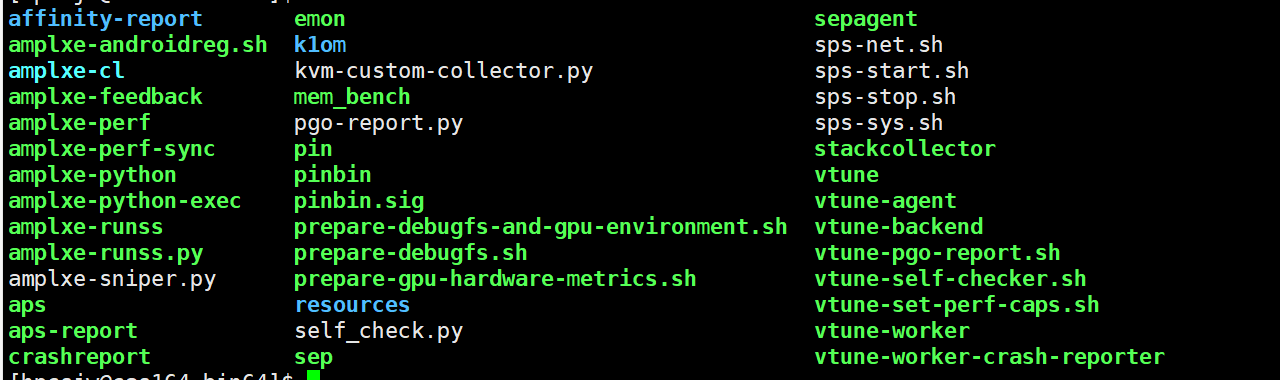 affinity-report emon sepagent
amplxe-androidreg.sh k1om sps-net.sh
amplxe-cl kvm-custom-collector.py sps-start.sh
amplxe-feedback mem_bench sps-stop.sh
amplxe-perf pgo-report.py sps-sys.sh
amplxe-perf-sync pin stackcollector
amplxe-python pinbin vtune
amplxe-python-exec pinbin.sig vtune-agent
amplxe-runss prepare-debugfs-and-gpu-environment.sh vtune-backend
amplxe-runss.py prepare-debugfs.sh vtune-pgo-report.sh
amplxe-sniper.py prepare-gpu-hardware-metrics.sh vtune-self-checker.sh
aps resources vtune-set-perf-caps.sh
aps-report self_check.py vtune-worker
crashreport sep vtune-worker-crash-reporter